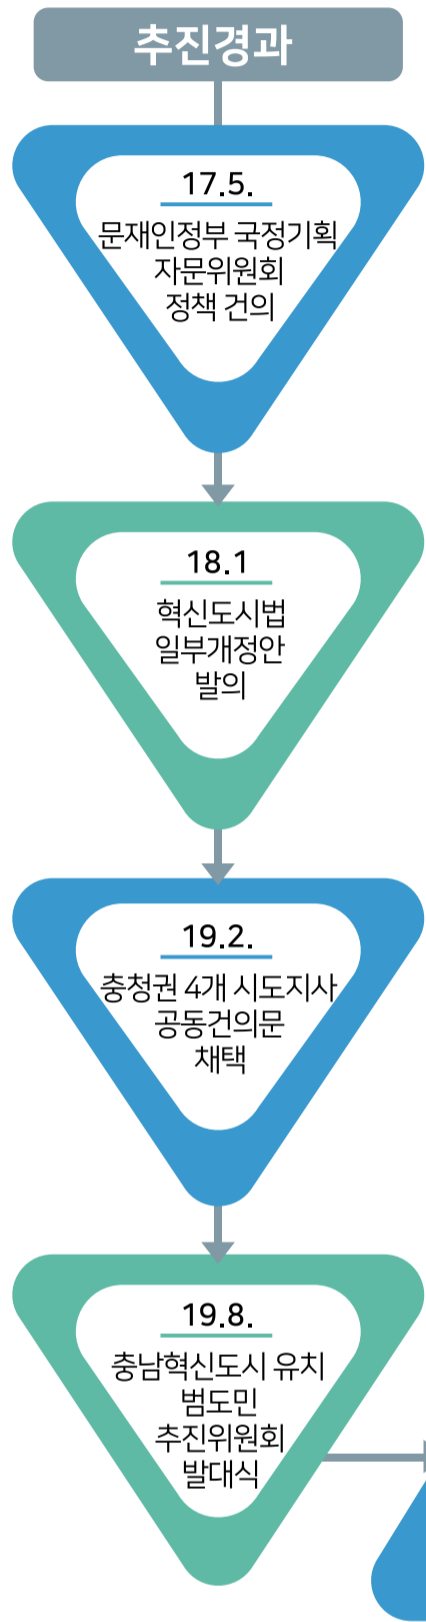 추진경과
17.5.
문재인정부 국정기획
자문위원회
정책 건의
18.1
혁신도시법
일부개정안
발의
19.2.
충청권 4개 시도지사
공동건의문
채택
19.8.
충남혁신도시 유치
범도민
추진위원회
발대식